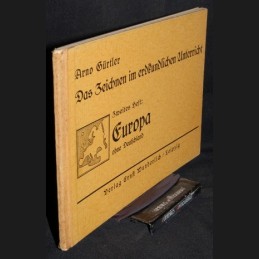 Arno Gürtler
Das Zeichnen im erdkundlichen Unterricht
Zweites Heft:
Europa
ohne Deutschland
Verlag Ernst Wunderlich / Leipzig